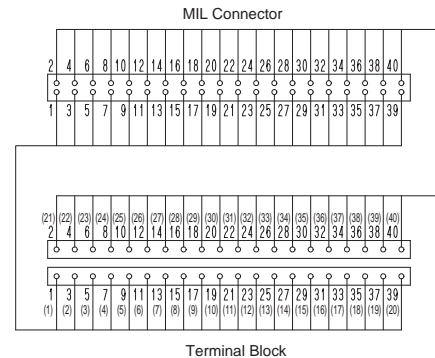 MIL Connector
2 4 6 8 10 12 14 16 18 20 22 24 26 28 30 32 34 36 38 40
1 3 5 7 9 11 13 15 17 19 21 23 25 27 29 31 33 35 37 39
(21) (22) (23) (24) (25) (26) (27) (28) (29) (30) (31) (32) (33) (34) (35) (36) (37) (38) (39) (40)
2 4 6 8 10 12 14 16 18 20 22 24 26 28 30 32 34 36 38 40
1 3 5 7 9 11 13 15 17 19 21 23 25 27 29 31 33 35 37 39
(1) (2) (3) (4) (5) (6) (7) (8) (9) (10) (11) (12) (13) (14) (15) (16) (17) (18) (19) (20)
Terminal Block